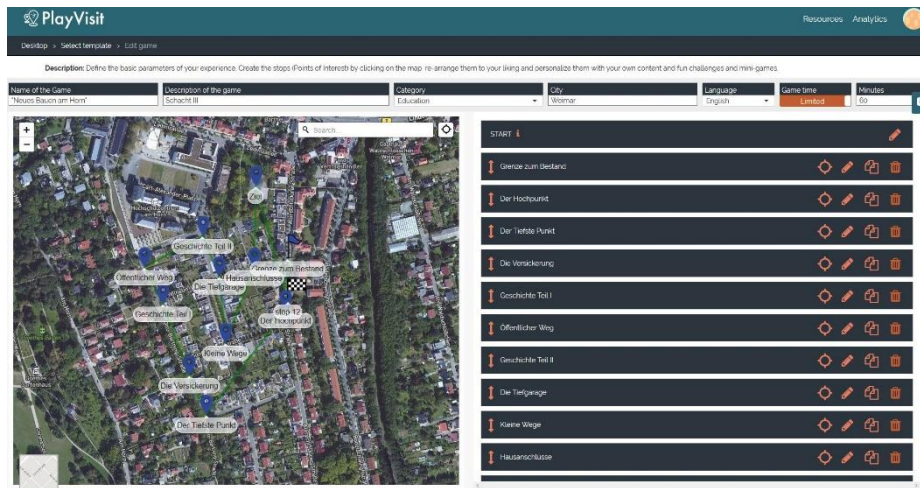 PlayVisit
Resources Analytics
Desktop > Select template > Edit game
Description: Define the basic parameters of your experience. Create the stops (Points of Interest) by clicking on the map, re-arrange them to your liking and personalize them with your own content and fun challenges and mini-games.
Name of the Game Description of the game Category City Language Game time Minutes
"Neues Bauen am Horn" Schacht III Education Weimar English Limited 60
+
-
Search...
Ziel
Geschichte Teil II
Öffentlicher Weg
Grenze zum Bestand
Hausanschlusse
Die Tiefgarage
Geschichte Teil I
stop 12
Der Hochpunkt
Kleine Wege
Die Versickerung
Der Tiefste Punkt
START i
Grenze zum Bestand
Der Hochpunkt
Der Tiefste Punkt
Die Versickerung
Geschichte Teil I
Öffentlicher Weg
Geschichte Teil II
Die Tiefgarage
Kleine Wege
Hausanschlusse